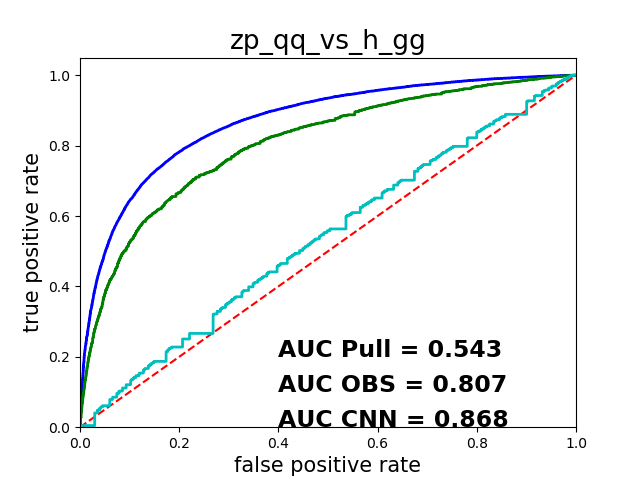 zp_qq_vs_h_gg
true positive rate
1.0
0.8
0.6
0.4
0.2
0.0
AUC Pull = 0.543
AUC OBS = 0.807
AUC CNN = 0.868
0.0 0.2 0.4 0.6 0.8 1.0
false positive rate